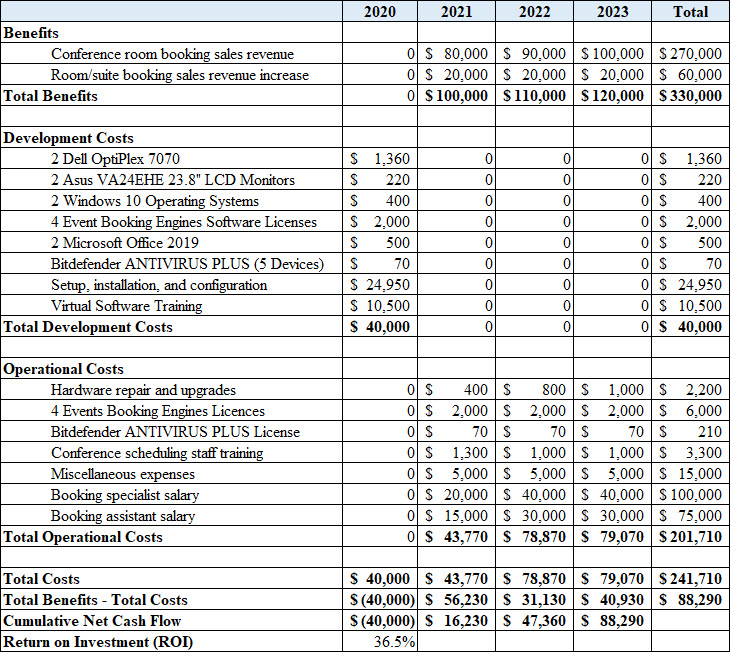 2020 2021 2022 2023 Total
Benefits
Conference room booking sales revenue 0 $ 80,000 $ 90,000 $ 100,000 $ 270,000
Room/suite booking sales revenue increase 0 $ 20,000 $ 20,000 $ 20,000 $ 60,000
Total Benefits 0 $ 100,000 $ 110,000 $ 120,000 $ 330,000
Development Costs
2 Dell OptiPlex 7070 $ 1,360 0 0 0 $ 1,360
2 Asus VA24EHE 23.8" LCD Monitors $ 220 0 0 0 $ 220
2 Windows 10 Operating Systems $ 400 0 0 0 $ 400
4 Event Booking Engines Software Licenses $ 2,000 0 0 0 $ 2,000
2 Microsoft Office 2019 $ 500 0 0 0 $ 500
Bitdefender ANTIVIRUS PLUS (5 Devices) $ 70 0 0 0 $ 70
Setup, installation, and configuration $ 24,950 0 0 0 $ 24,950
Virtual Software Training $ 10,500 0 0 0 $ 10,500
Total Development Costs $ 40,000 0 0 0 $ 40,000
Operational Costs
Hardware repair and upgrades 0 $ 400 $ 800 $ 1,000 $ 2,200
4 Events Booking Engines Licences 0 $ 2,000 $ 2,000 $ 2,000 $ 6,000
Bitdefender ANTIVIRUS PLUS License 0 $ 70 $ 70 $ 70 $ 210
Conference scheduling staff training 0 $ 1,300 $ 1,000 $ 1,000 $ 3,300
Miscellaneous expenses 0 $ 5,000 $ 5,000 $ 5,000 $ 15,000
Booking specialist salary 0 $ 20,000 $ 40,000 $ 40,000 $ 100,000
Booking assistant salary 0 $ 15,000 $ 30,000 $ 30,000 $ 75,000
Total Operational Costs 0 $ 43,770 $ 78,870 $ 79,070 $ 201,710
Total Costs $ 40,000 $ 43,770 $ 78,870 $ 79,070 $ 241,710
Total Benefits - Total Costs $ (40,000) $ 56,230 $ 31,130 $ 40,930 $ 88,290
Cumulative Net Cash Flow $ (40,000) $ 16,230 $ 47,360 $ 88,290
Return on Investment (ROI) 36.5%